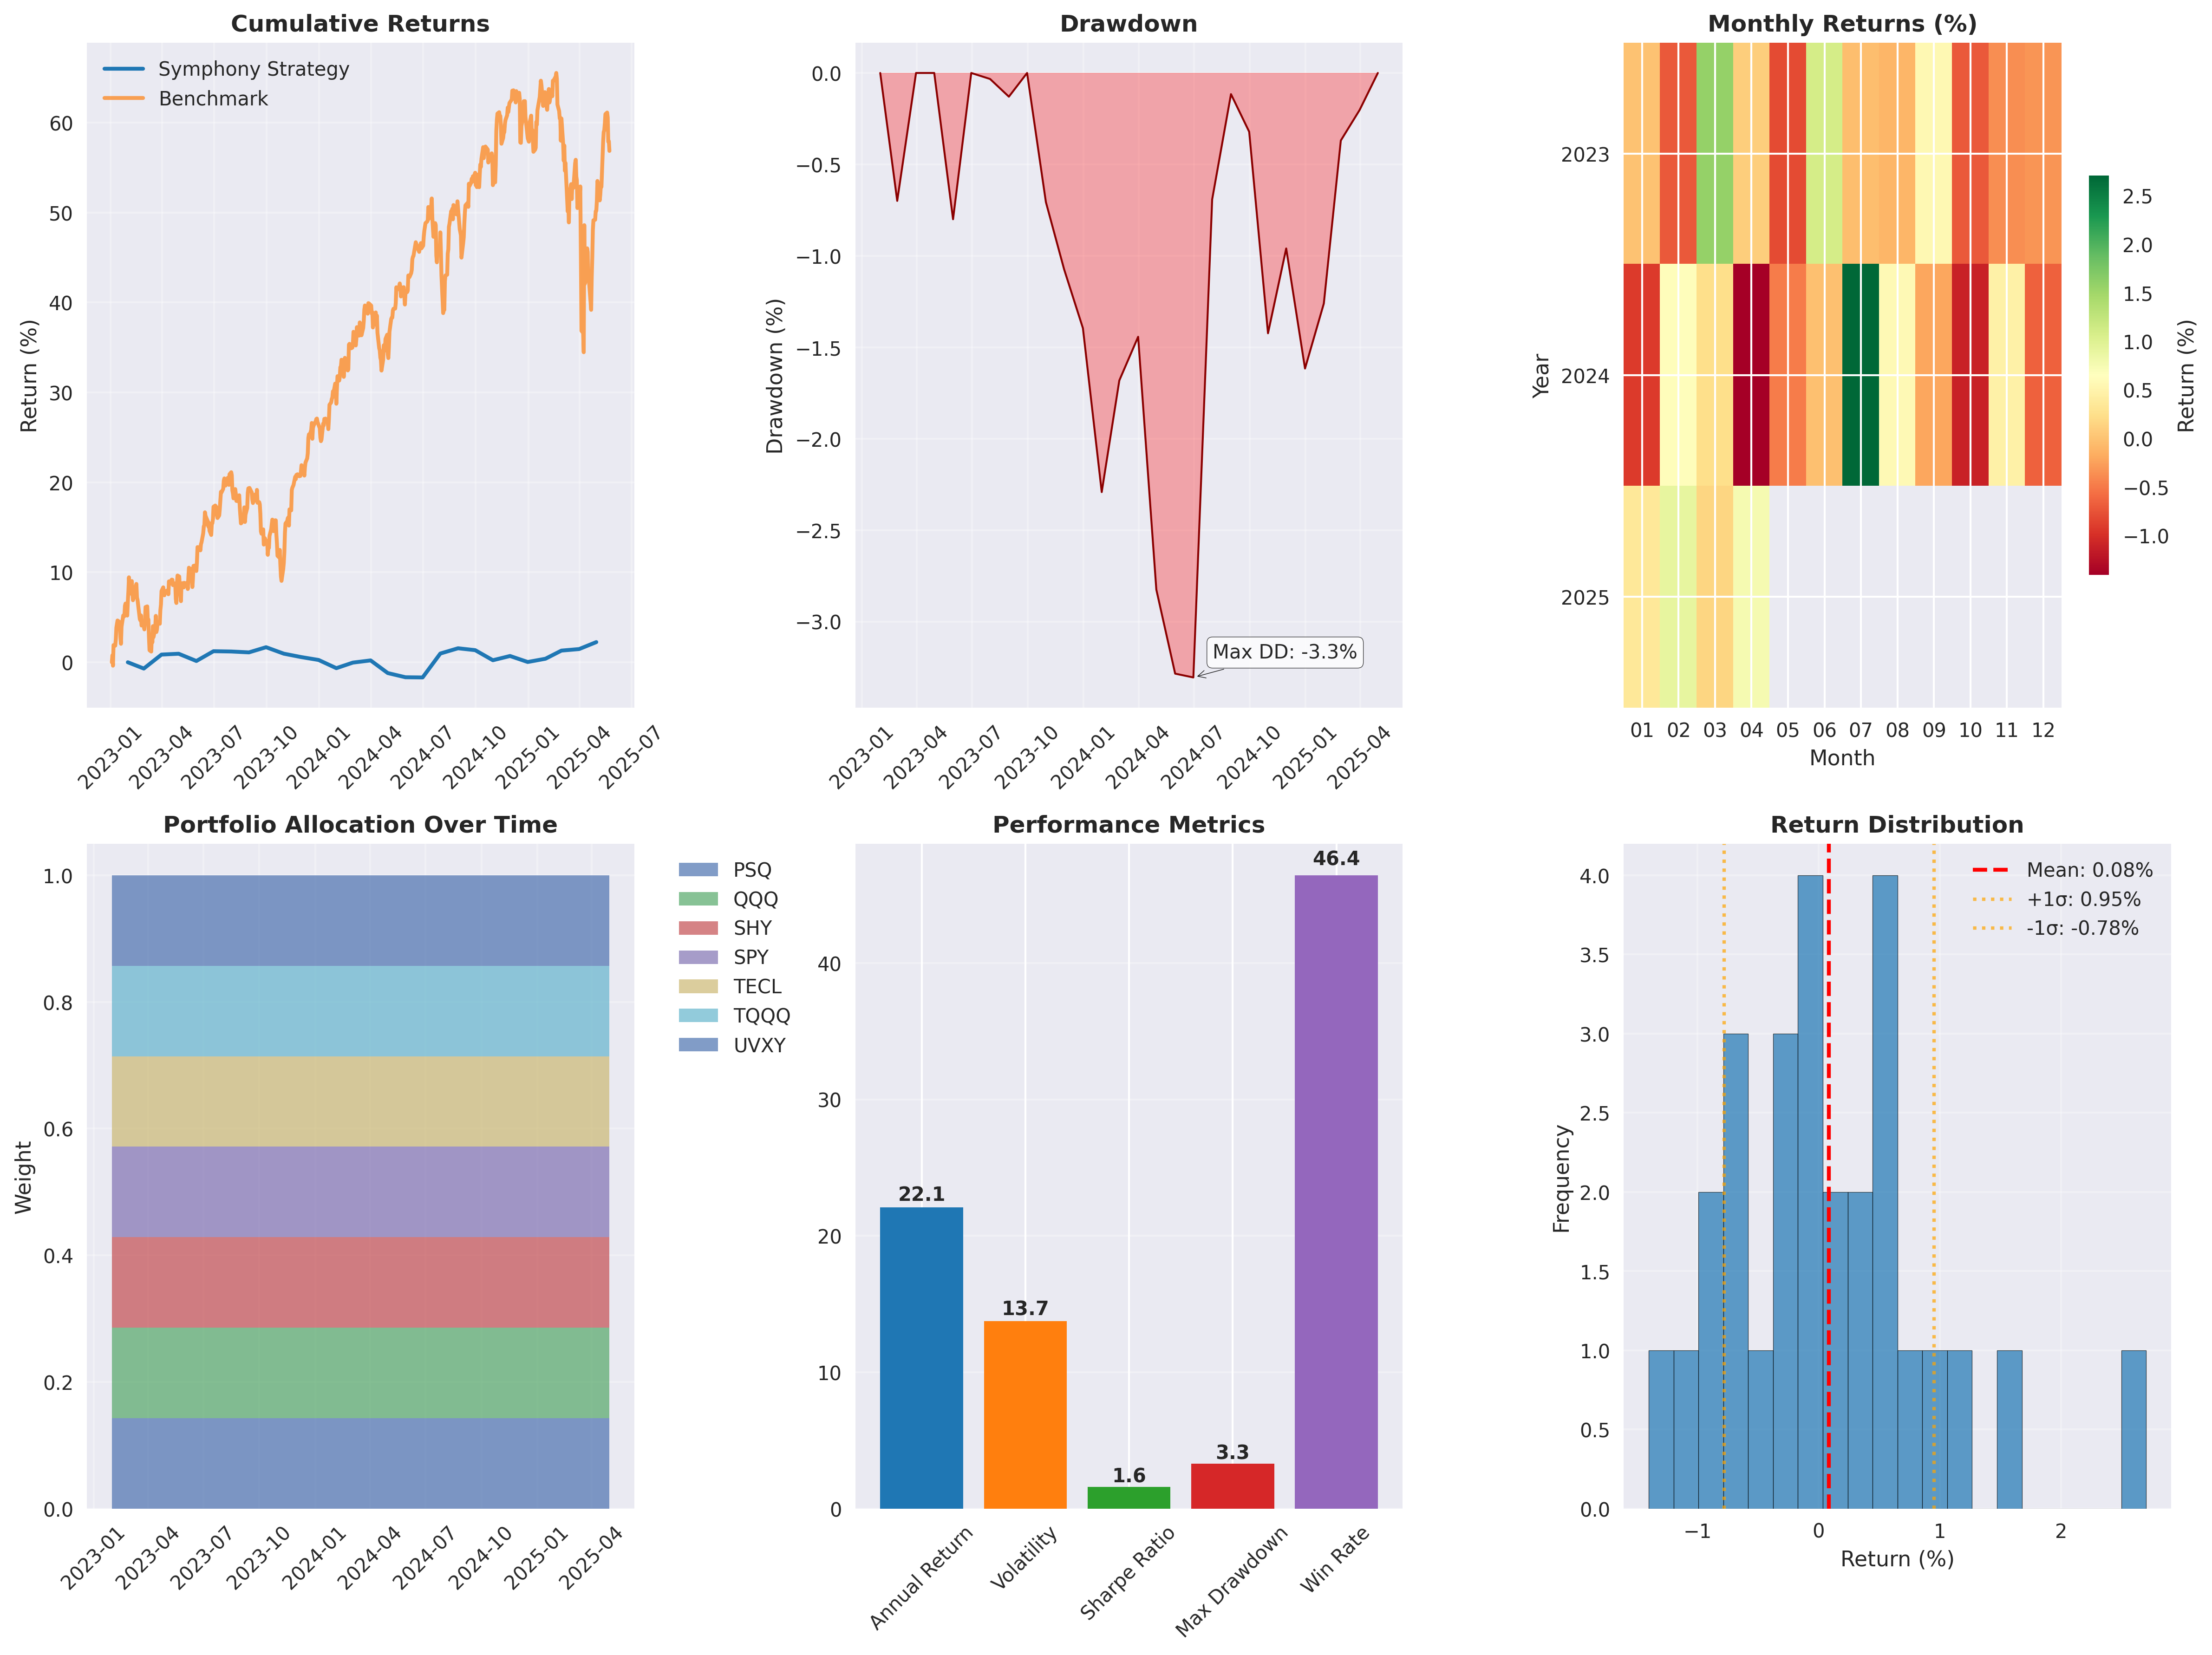 Cumulative Returns
Symphony Strategy
Benchmark
Return (%)
60
50
40
30
20
10
0
2023-01
2023-04
2023-07
2023-10
2024-01
2024-04
2024-07
2024-10
2025-01
2025-04
2025-07
Drawdown
Drawdown (%)
0.0
−0.5
−1.0
−1.5
−2.0
−2.5
−3.0
Max DD: -3.3%
2023-01
2023-04
2023-07
2023-10
2024-01
2024-04
2024-07
2024-10
2025-01
2025-04
Monthly Returns (%)
Year
2023
2024
2025
01 02 03 04 05 06 07 08 09 10 11 12
Month
2.5
2.0
1.5
1.0
0.5
0.0
−0.5
−1.0
Return (%)
Portfolio Allocation Over Time
Weight
1.0
0.8
0.6
0.4
0.2
0.0
2023-01
2023-04
2023-07
2023-10
2024-01
2024-04
2024-07
2024-10
2025-01
2025-04
PSQ
QQQ
SHY
SPY
TECL
TQQQ
UVXY
Performance Metrics
40
30
20
10
0
22.1
13.7
1.6
3.3
46.4
Annual Return
Volatility
Sharpe Ratio
Max Drawdown
Win Rate
Return Distribution
Frequency
4.0
3.5
3.0
2.5
2.0
1.5
1.0
0.5
0.0
Mean: 0.08%
+1σ: 0.95%
-1σ: -0.78%
−1 0 1 2
Return (%)